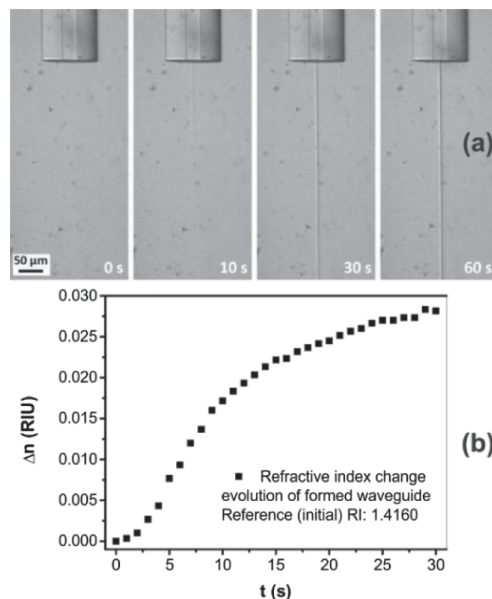 50 µm
0 s
10 s
30 s
60 s
(a)
0.030
0.025
0.020
0.015
0.010
0.005
0.000
Δn (RIU)
Refractive index change
evolution of formed waveguide
Reference (initial) RI: 1.4160
(b)
0 5 10 15 20 25 30
t (s)